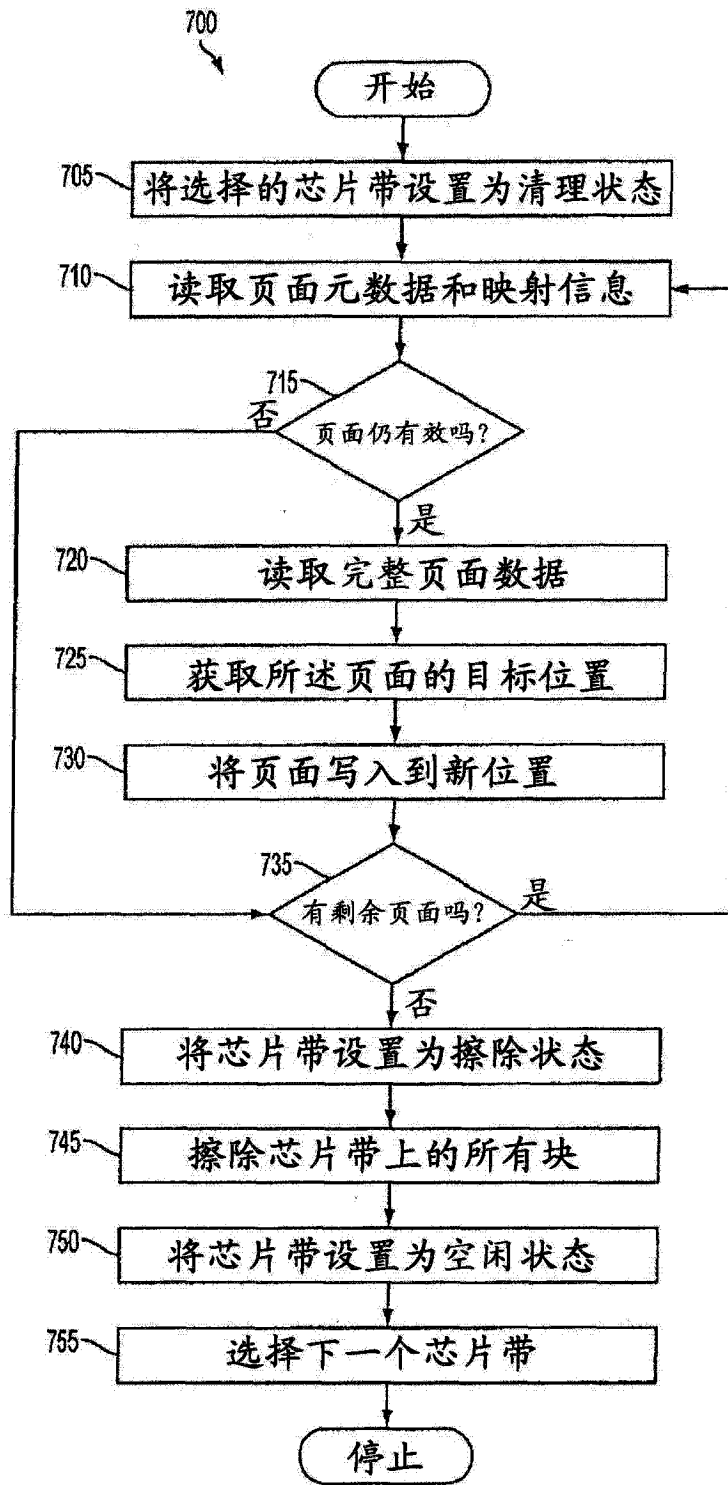 700
开始
705
将选择的芯片带设置为清理状态
710
读取页面元数据和映射信息
715
否
页面仍有效吗?
是
720
读取完整页面数据
725
获取所述页面的目标位置
730
将页面写入到新位置
735
有剩余页面吗?
是
否
740
将芯片带设置为擦除状态
745
擦除芯片带上的所有块
750
将芯片带设置为空闲状态
755
选择下一个芯片带
停止